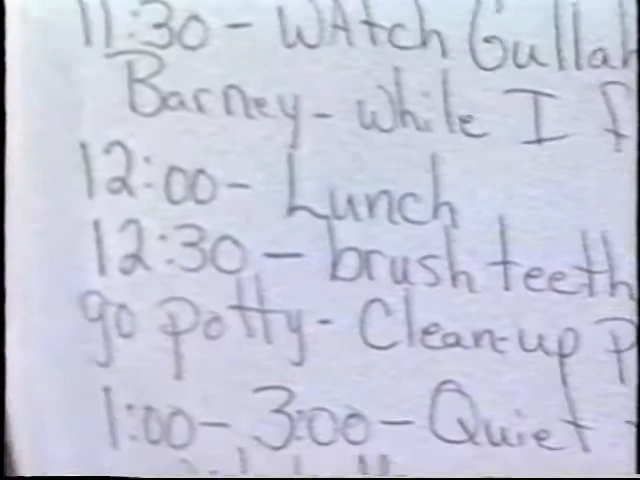 11:30 - WAtch Gullah
Barney - while I f
12:00 - Lunch
12:30 - brush teeth
go potty - Clean-up p
1:00 - 3:00 - Quiet